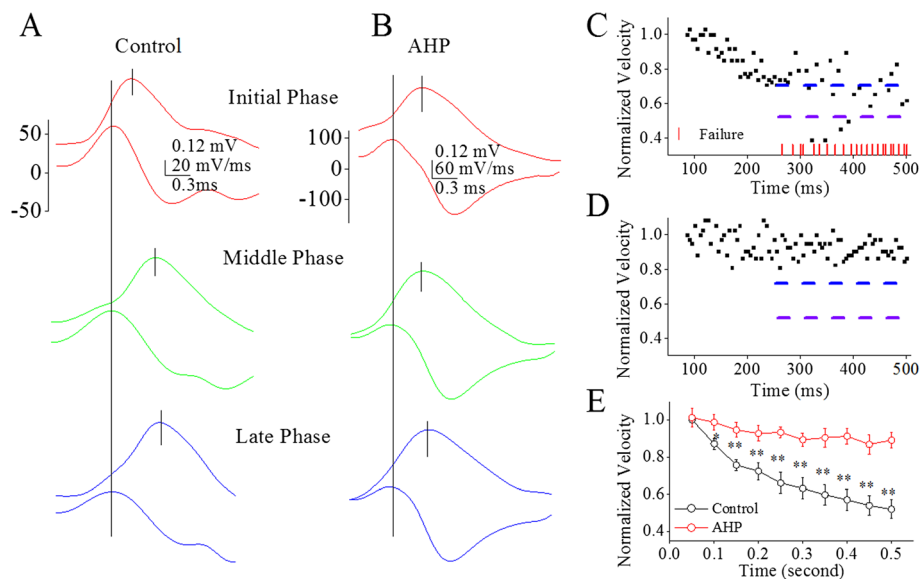 A
Control
B
AHP
Initial Phase
50
0
-50
0.12 mV
20 mV/ms
0.3ms
100
0
-100
0.12 mV
60 mV/ms
0.3 ms
Middle Phase
Late Phase
C
Normalized Velocity
1.0
0.8
0.6
0.4
Failure
100 200 300 400 500
Time (ms)
D
Normalized Velocity
1.0
0.8
0.6
0.4
100 200 300 400 500
Time (ms)
E
Normalized Velocity
1.0
0.8
0.6
0.4
* ** ** ** ** ** ** ** **
Control
AHP
0.0 0.1 0.2 0.3 0.4 0.5
Time (second)